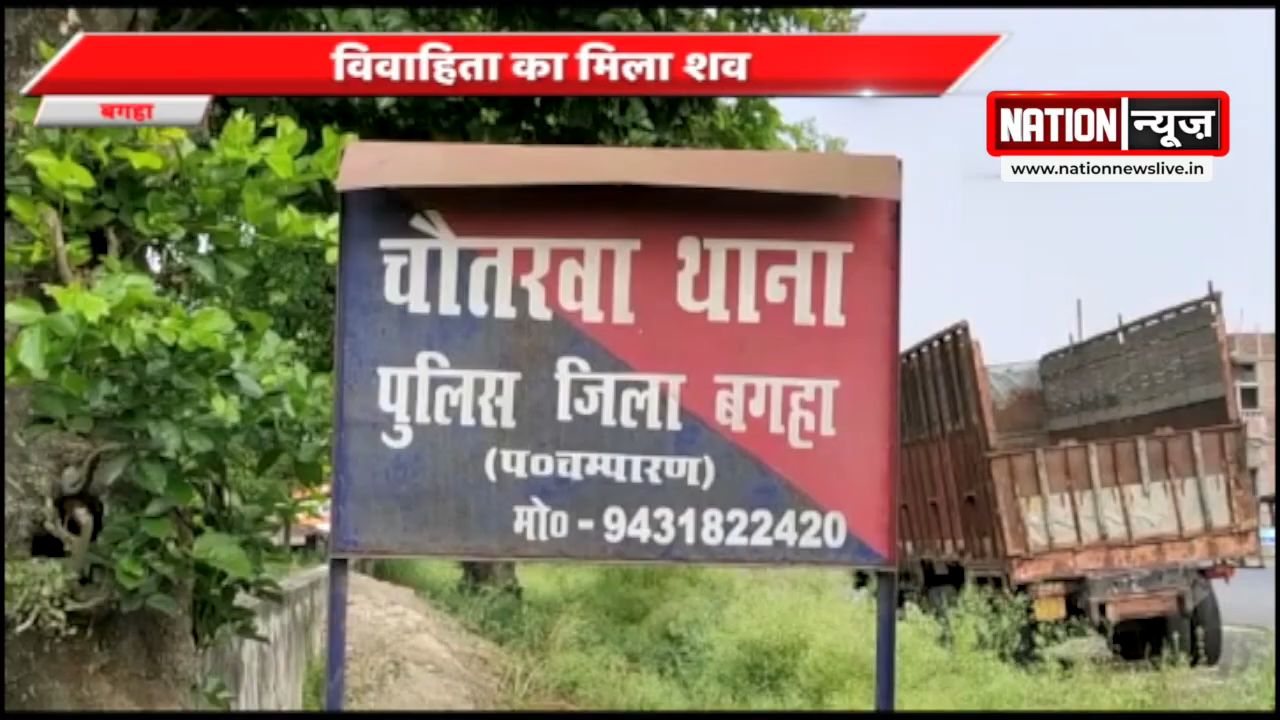 विवाहिता का मिला शव
बगहा
NATION न्यूज़
www.nationnewslive.in
चौतरवा थाना
पुलिस जिला बगहा
(प०चम्पारण)
मो० - 9431822420